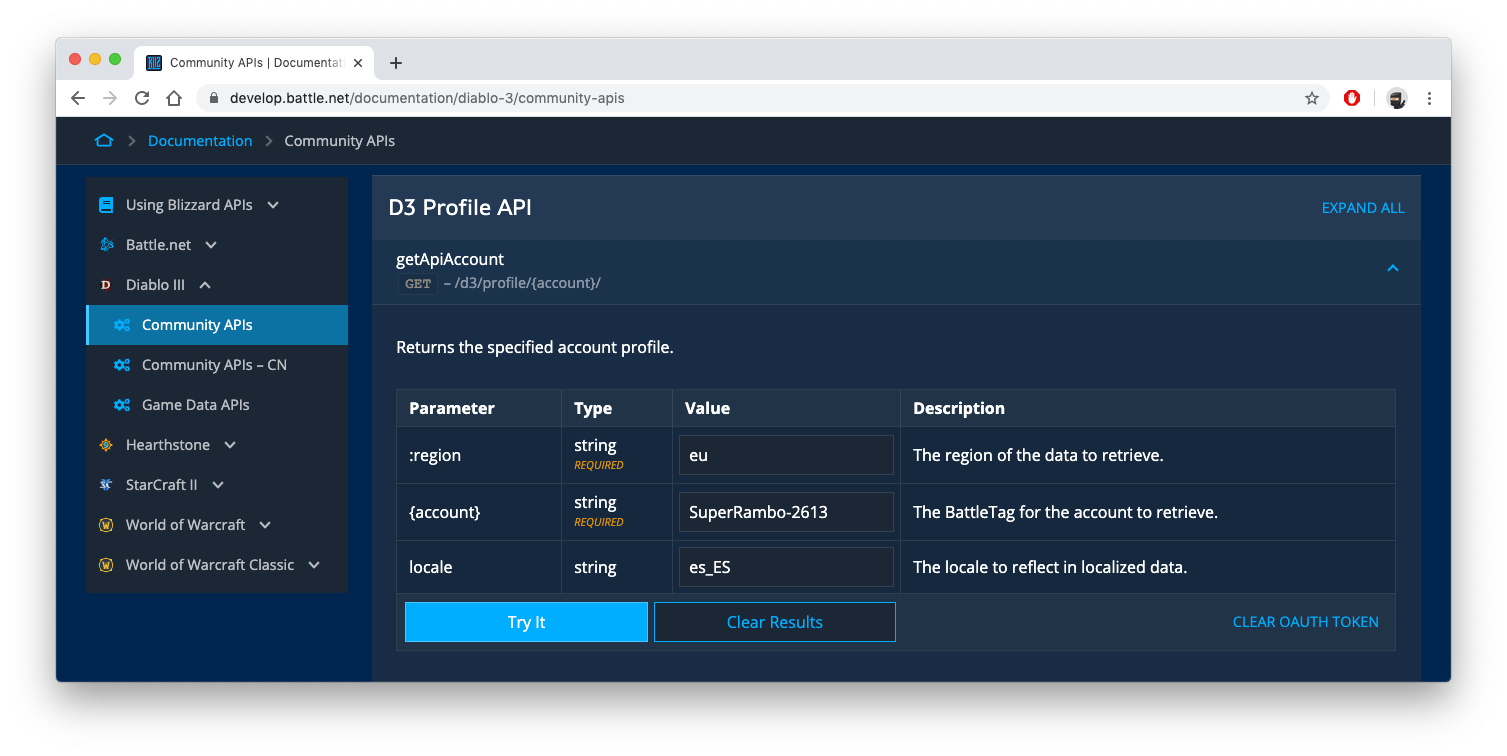 Community APIs | Documentati
develop.battle.net/documentation/diablo-3/community-apis
Documentation Community APIs
Using Blizzard APIs
Battle.net
Diablo III
Community APIs
Community APIs – CN
Game Data APIs
Hearthstone
StarCraft II
World of Warcraft
World of Warcraft Classic
D3 Profile API EXPAND ALL
getApiAccount
GET – /d3/profile/{account}/
Returns the specified account profile.
Parameter Type Value Description
:region string REQUIRED eu The region of the data to retrieve.
{account} string REQUIRED SuperRambo-2613 The BattleTag for the account to retrieve.
locale string es_ES The locale to reflect in localized data.
Try It Clear Results CLEAR OAUTH TOKEN